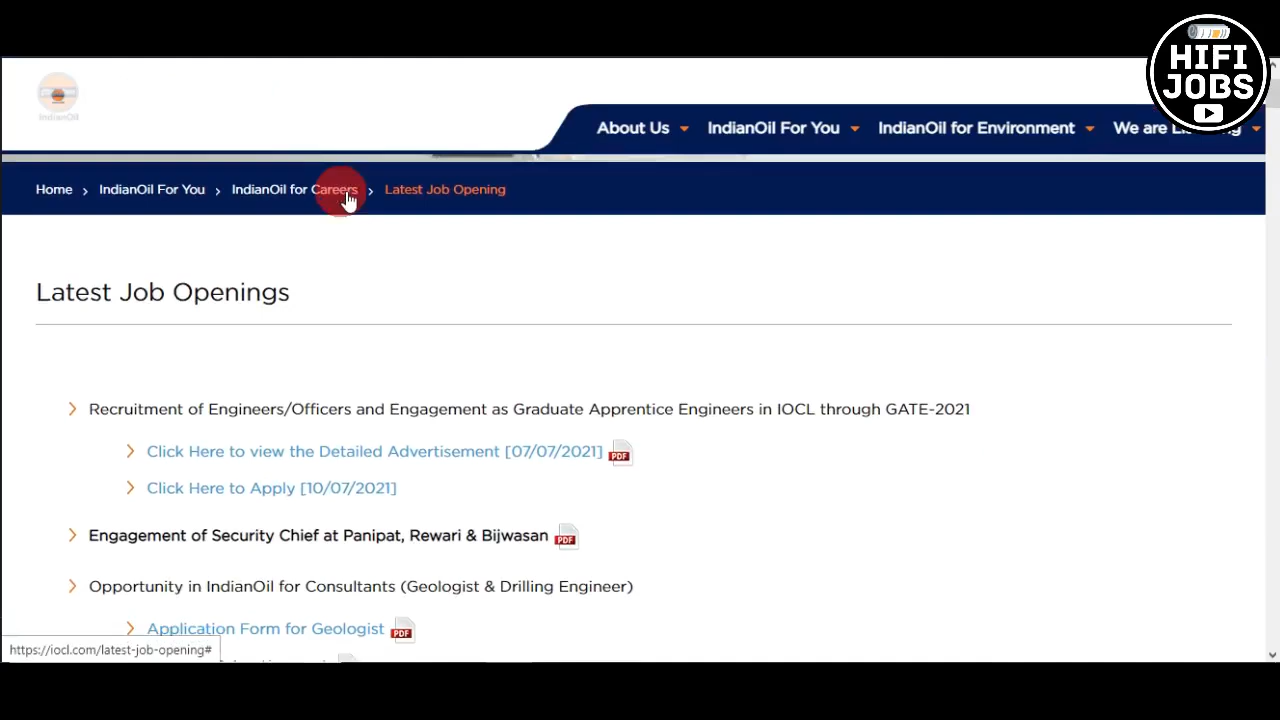 HIFI
JOBS
IndianOil
About Us
IndianOil For You
IndianOil for Environment
We are
Home > IndianOil For You > IndianOil for Careers > Latest Job Opening
Latest Job Openings
Recruitment of Engineers/Officers and Engagement as Graduate Apprentice Engineers in IOCL through GATE-2021
Click Here to view the Detailed Advertisement [07/07/2021] PDF
Click Here to Apply [10/07/2021]
Engagement of Security Chief at Panipat, Rewari & Bijwasan PDF
Opportunity in IndianOil for Consultants (Geologist & Drilling Engineer)
Application Form for Geologist PDF
https://iocl.com/latest-job-opening#